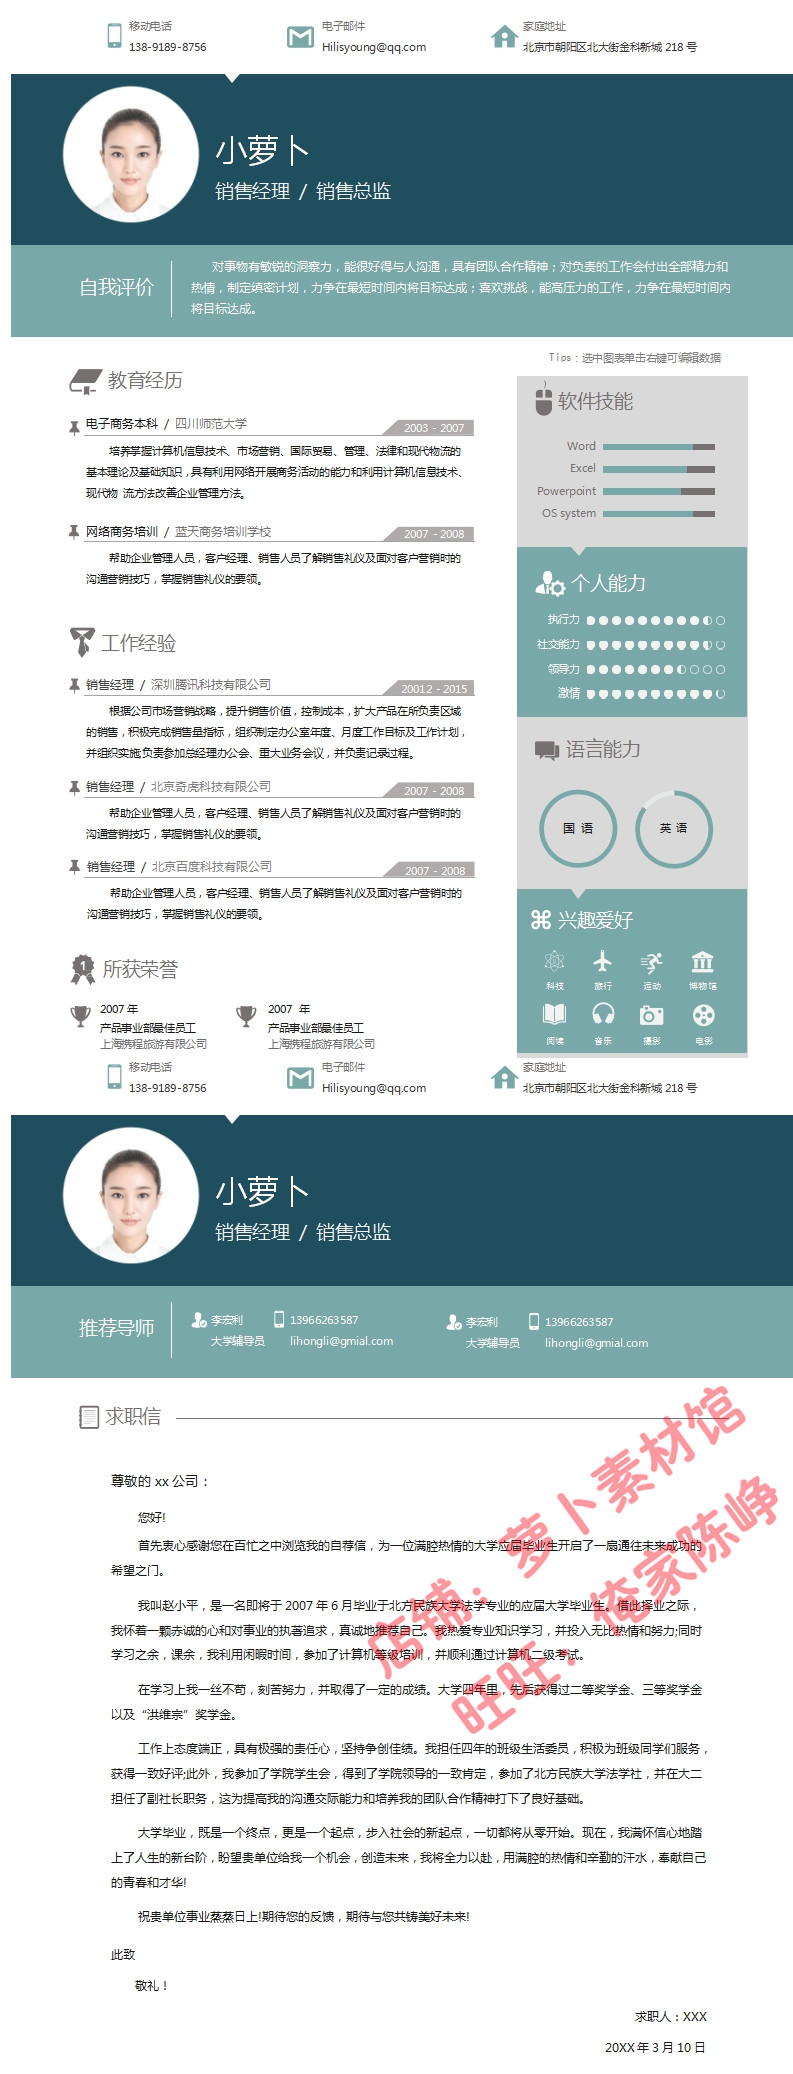 移动电话
138-9189-8756
电子邮件
Hilisyoung@qq.com
家庭地址
北京市朝阳区北大街金科新城 218 号
小萝卜
销售经理 / 销售总监
自我评价
对事物有敏锐的洞察力，能很好得与人沟通，具有团队合作精神；对负责的工作会付出全部精力和
热情，制定缜密计划，力争在最短时间内将目标达成；喜欢挑战，能高压力的工作，力争在最短时间内
将目标达成。
教育经历
电子商务本科 / 四川师范大学
2003 - 2007
培养掌握计算机信息技术、市场营销、国际贸易、管理、法律和现代物流的
基本理论及基础知识，具有利用网络开展商务活动的能力和利用计算机信息技术、
现代物 流方法改善企业管理方法。
网络商务培训 / 蓝天商务培训学校
2007 - 2008
帮助企业管理人员，客户经理、销售人员了解销售礼仪及面对客户营销时的
沟通营销技巧，掌握销售礼仪的要领。
工作经验
销售经理 / 深圳腾讯科技有限公司
20012 - 2015
根据公司市场营销战略，提升销售价值，控制成本，扩大产品在所负责区域
的销售，积极完成销售量指标，组织制定办公室年度、月度工作目标及工作计划，
并组织实施;负责参加总经理办公会、重大业务会议，并负责记录过程。
销售经理 / 北京奇虎科技有限公司
2007 - 2008
帮助企业管理人员，客户经理、销售人员了解销售礼仪及面对客户营销时的
沟通营销技巧，掌握销售礼仪的要领。
销售经理 / 北京百度科技有限公司
2007 - 2008
帮助企业管理人员，客户经理、销售人员了解销售礼仪及面对客户营销时的
沟通营销技巧，掌握销售礼仪的要领。
所获荣誉
1
2007 年
产品事业部最佳员工
上海携程旅游有限公司
2007 年
产品事业部最佳员工
上海携程旅游有限公司
Tips：选中图表单击右键可编辑数据
软件技能
Word
Excel
Powerpoint
OS system
个人能力
执行力
社交能力
领导力
激情
语言能力
国 语
英 语
兴趣爱好
科技
旅行
运动
博物馆
阅读
音乐
摄影
电影
移动电话
138-9189-8756
电子邮件
Hilisyoung@qq.com
家庭地址
北京市朝阳区北大街金科新城 218 号
小萝卜
销售经理 / 销售总监
推荐导师
李宏利
大学辅导员
13966263587
lihongli@gmial.com
李宏利
大学辅导员
13966263587
lihongli@gmial.com
求职信
尊敬的 xx 公司：
您好!
首先衷心感谢您在百忙之中浏览我的自荐信，为一位满腔热情的大学应届毕业生开启了一扇通往未来成功的
希望之门。
我叫赵小平，是一名即将于 2007 年 6 月毕业于北方民族大学法学专业的应届大学毕业生。借此择业之际，
我怀着一颗赤诚的心和对事业的执著追求，真诚地推荐自己。我热爱专业知识学习，并投入无比热情和努力;同时
学习之余，课余，我利用闲暇时间，参加了计算机等级培训，并顺利通过计算机二级考试。
在学习上我一丝不苟，刻苦努力，并取得了一定的成绩。大学四年里，先后获得过二等奖学金、三等奖学金
以及“洪维宗”奖学金。
工作上态度端正，具有极强的责任心，坚持争创佳绩。我担任四年的班级生活委员，积极为班级同学们服务，
获得一致好评;此外，我参加了学院学生会，得到了学院领导的一致肯定，参加了北方民族大学法学社，并在大二
担任了副社长职务，这为提高我的沟通交际能力和培养我的团队合作精神打下了良好基础。
大学毕业，既是一个终点，更是一个起点，步入社会的新起点，一切都将从零开始。现在，我满怀信心地踏
上了人生的新台阶，盼望贵单位给我一个机会，创造未来，我将全力以赴，用满腔的热情和辛勤的汗水，奉献自己
的青春和才华!
祝贵单位事业蒸蒸日上!期待您的反馈，期待与您共铸美好未来!
此致
敬礼！
求职人：XXX
20XX 年 3 月 10 日
店铺：萝卜素材馆
旺旺：俺家陈峥